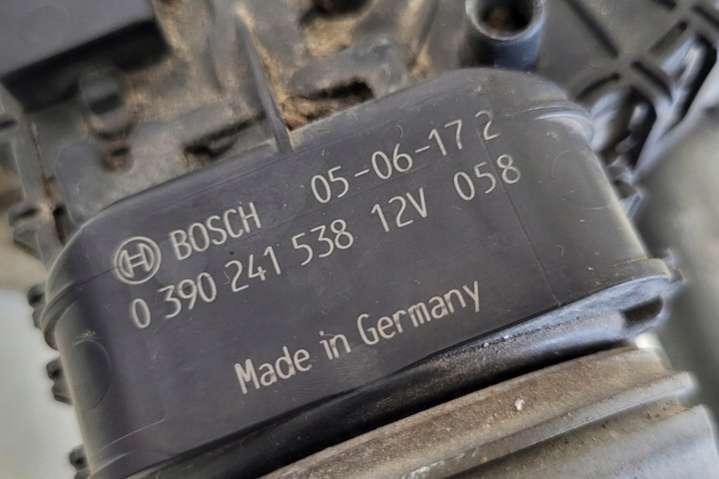 BOSCH 05-06-17 2
0 390 241 538 12V 058
Made in Germany